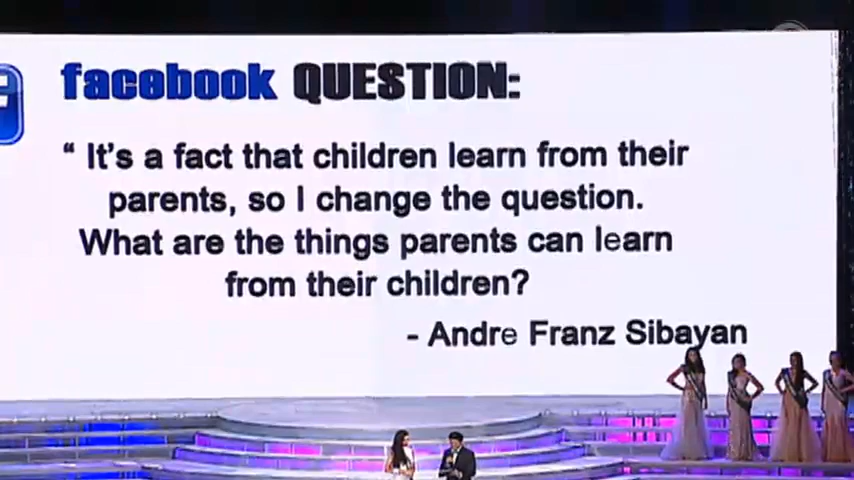 facebook QUESTION:
“ It's a fact that children learn from their
parents, so I change the question.
What are the things parents can learn
from their children?
- Andre Franz Sibayan